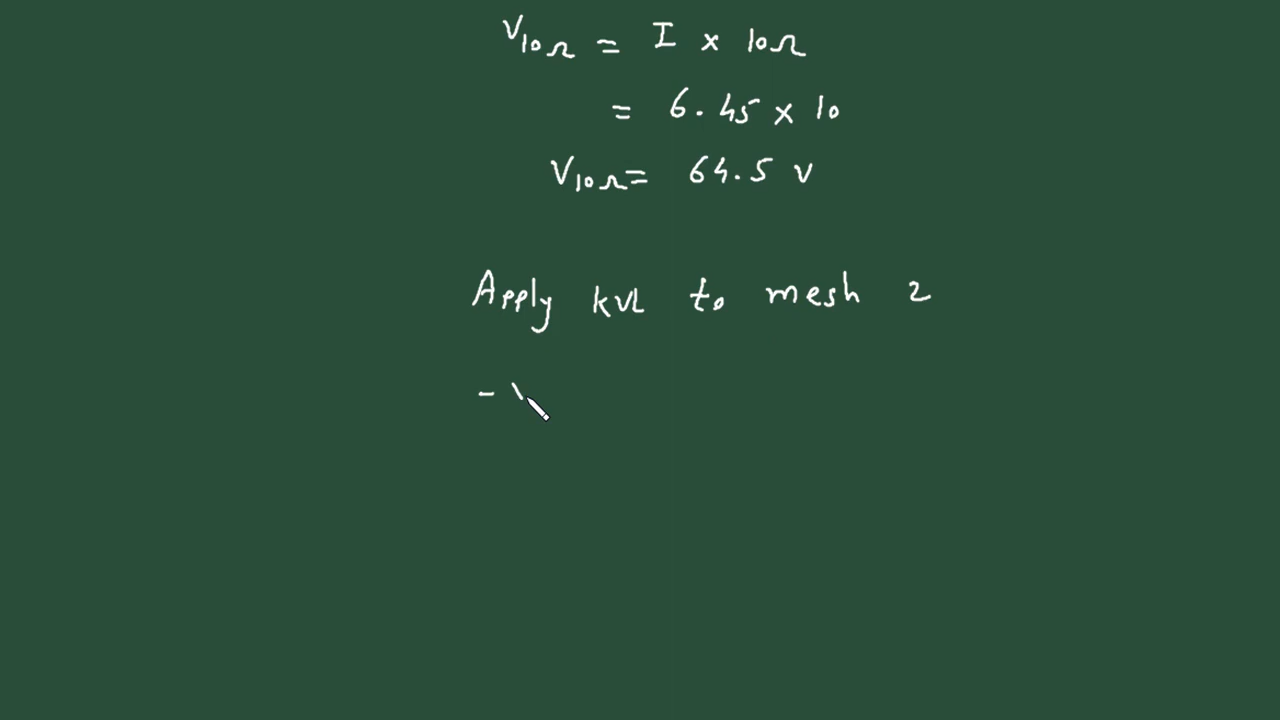 V10Ω = I x 10Ω
= 6.45 x 10
V10Ω = 64.5 v
Apply kVL to mesh 2
-